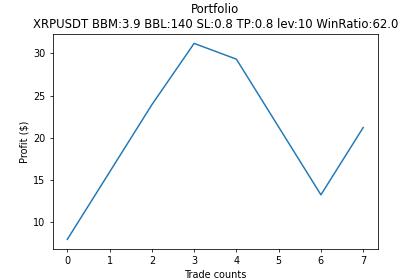 Portfolio
XRPUSDT BBM:3.9 BBL:140 SL:0.8 TP:0.8 lev:10 WinRatio:62.0
30
25
20
15
10
Profit ($)
0 1 2 3 4 5 6 7
Trade counts